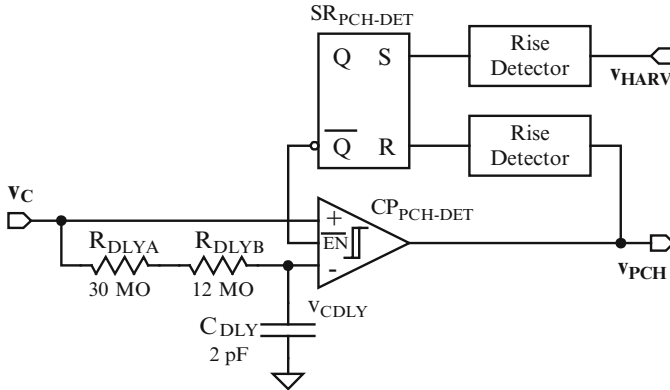 SR_PCH-DET
Q S
Rise
Detector
v_HARV
Q̅ R
Rise
Detector
v_C
CP_PCH-DET
+
E̅N̅
-
R_DLYA
R_DLYB
30 MO
12 MO
v_CDLY
C_DLY
2 pF
v_PCH